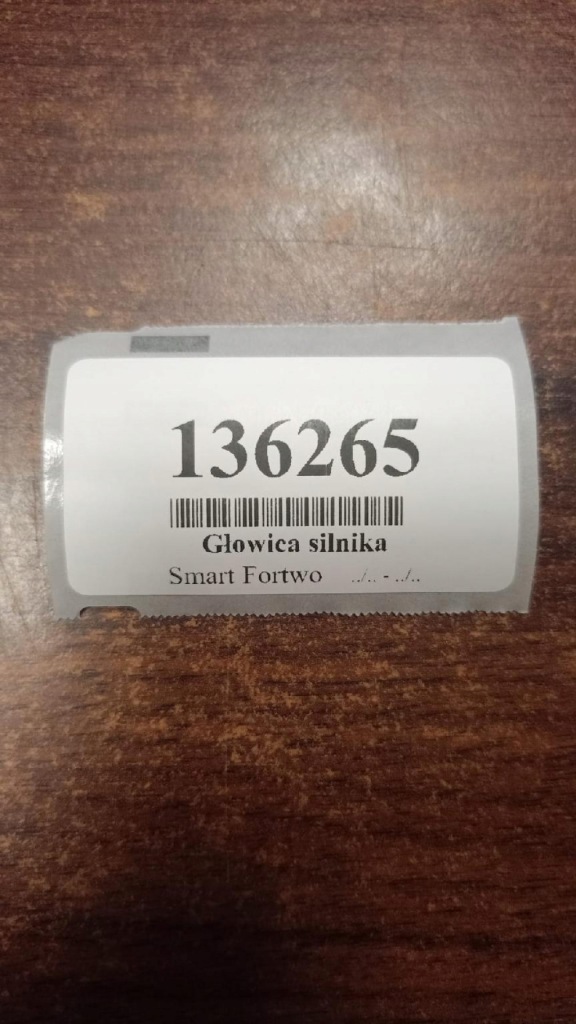 136265
Głowica silnika
Smart Fortwo ../.. - ../..